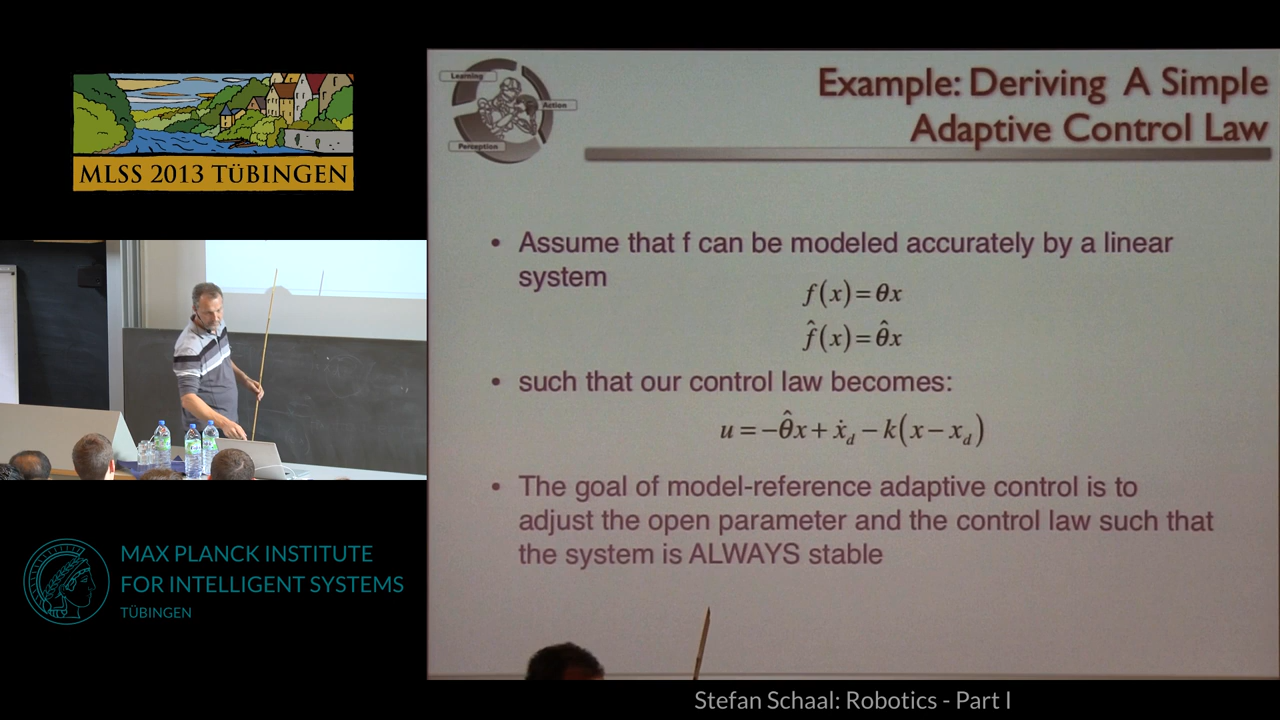 MLSS 2013 TÜBINGEN
Learning
Action
Perception
Example: Deriving A Simple
Adaptive Control Law
• Assume that f can be modeled accurately by a linear
system
f(x)=θx
f̂(x)=θ̂x
• such that our control law becomes:
u=−θ̂x+ẋ_d−k(x−x_d)
• The goal of model-reference adaptive control is to
adjust the open parameter and the control law such that
the system is ALWAYS stable
MAX PLANCK INSTITUTE
FOR INTELLIGENT SYSTEMS
TÜBINGEN
Stefan Schaal: Robotics - Part I